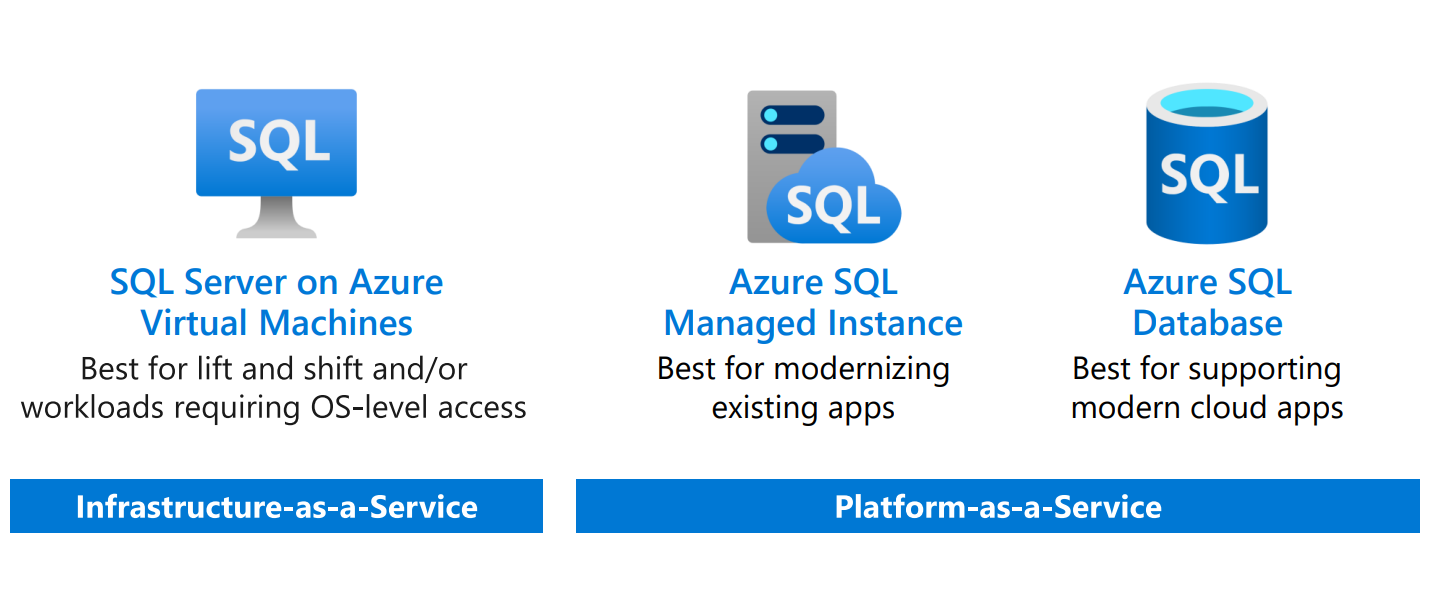 SQL
SQL Server on Azure
Virtual Machines
Best for lift and shift and/or
workloads requiring OS-level access
Infrastructure-as-a-Service
SQL
Azure SQL
Managed Instance
Best for modernizing
existing apps
SQL
Azure SQL
Database
Best for supporting
modern cloud apps
Platform-as-a-Service